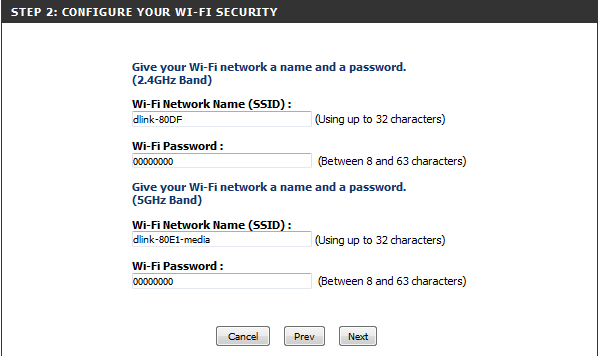 STEP 2: CONFIGURE YOUR WI-FI SECURITY
Give your Wi-Fi network a name and a password.
(2.4GHz Band)
Wi-Fi Network Name (SSID) :
dlink-80DF (Using up to 32 characters)
Wi-Fi Password :
00000000 (Between 8 and 63 characters)
Give your Wi-Fi network a name and a password.
(5GHz Band)
Wi-Fi Network Name (SSID) :
dlink-80E1-media (Using up to 32 characters)
Wi-Fi Password :
00000000 (Between 8 and 63 characters)
Cancel Prev Next